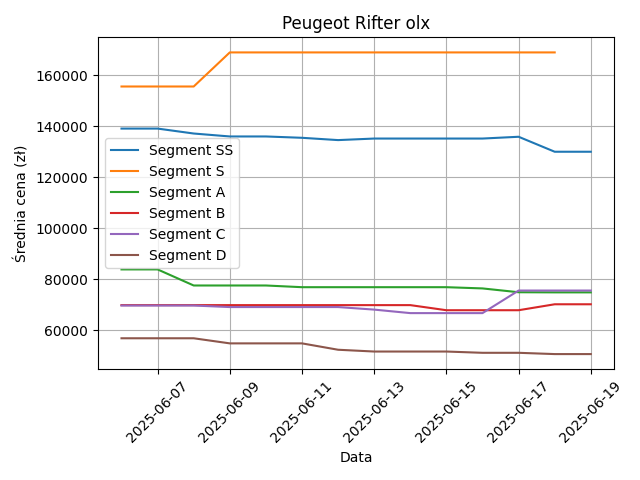 Peugeot Rifter olx
Średnia cena (zł)
160000
140000
120000
100000
80000
60000
Segment SS
Segment S
Segment A
Segment B
Segment C
Segment D
2025-06-07
2025-06-09
2025-06-11
2025-06-13
2025-06-15
2025-06-17
2025-06-19
Data